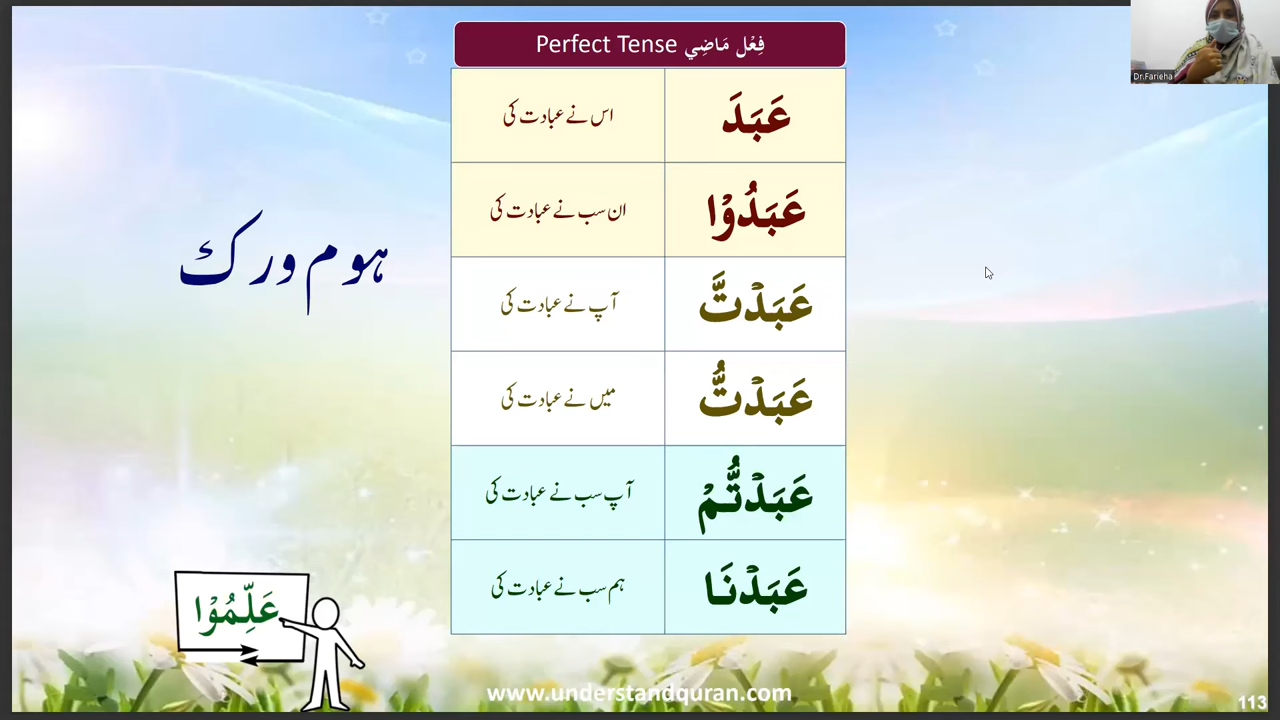 Dr.Farieha
فِعْل مَاضِي Perfect Tense
عَبَدَ اس نے عبادت کی
عَبَدُوْا ان سب نے عبادت کی
عَبَدْتَّ آپ نے عبادت کی
عَبَدْتُّ میں نے عبادت کی
عَبَدْتُّمْ آپ سب نے عبادت کی
عَبَدْنَا ہم سب نے عبادت کی
ہوم ورک
عَلِّمُوْا
www.understandquran.com
113